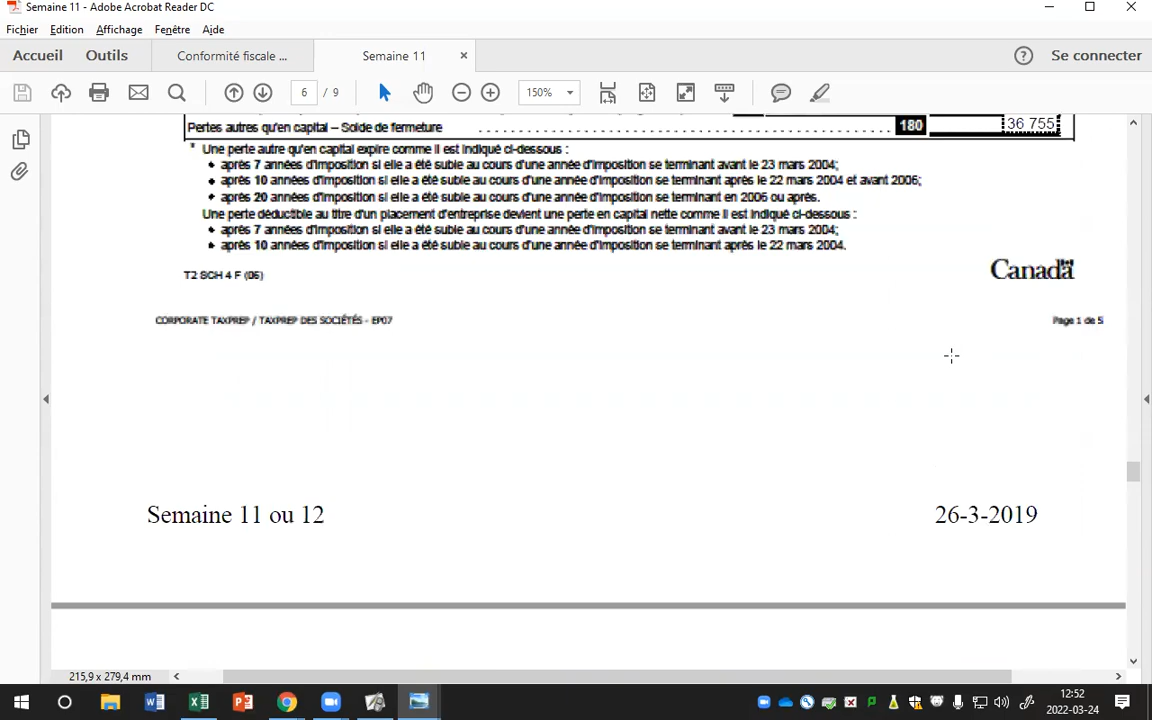 Semaine 11 - Adobe Acrobat Reader DC
Fichier Edition Affichage Fenêtre Aide
Accueil Outils Conformité fiscale ... Semaine 11 × Se connecter
6 / 9 150%
Pertes autres qu'en capital – Solde de fermeture 180 36 755
* Une perte autre qu'en capital expire comme il est indiqué ci-dessous :
• après 7 années d'imposition si elle a été subie au cours d'une année d'imposition se terminant avant le 23 mars 2004;
• après 10 années d'imposition si elle a été subie au cours d'une année d'imposition se terminant après le 22 mars 2004 et avant 2006;
• après 20 années d'imposition si elle a été subie au cours d'une année d'imposition se terminant en 2006 ou après.
Une perte déductible au titre d'un placement d'entreprise devient une perte en capital nette comme il est indiqué ci-dessous :
• après 7 années d'imposition si elle a été subie au cours d'une année d'imposition se terminant avant le 23 mars 2004;
• après 10 années d'imposition si elle a été subie au cours d'une année d'imposition se terminant après le 22 mars 2004.
T2 SCH 4 F (06) Canada
CORPORATE TAXPREP / TAXPREP DES SOCIÉTÉS - EP07 Page 1 de 5
Semaine 11 ou 12 26-3-2019
215,9 x 279,4 mm
12:52
2022-03-24